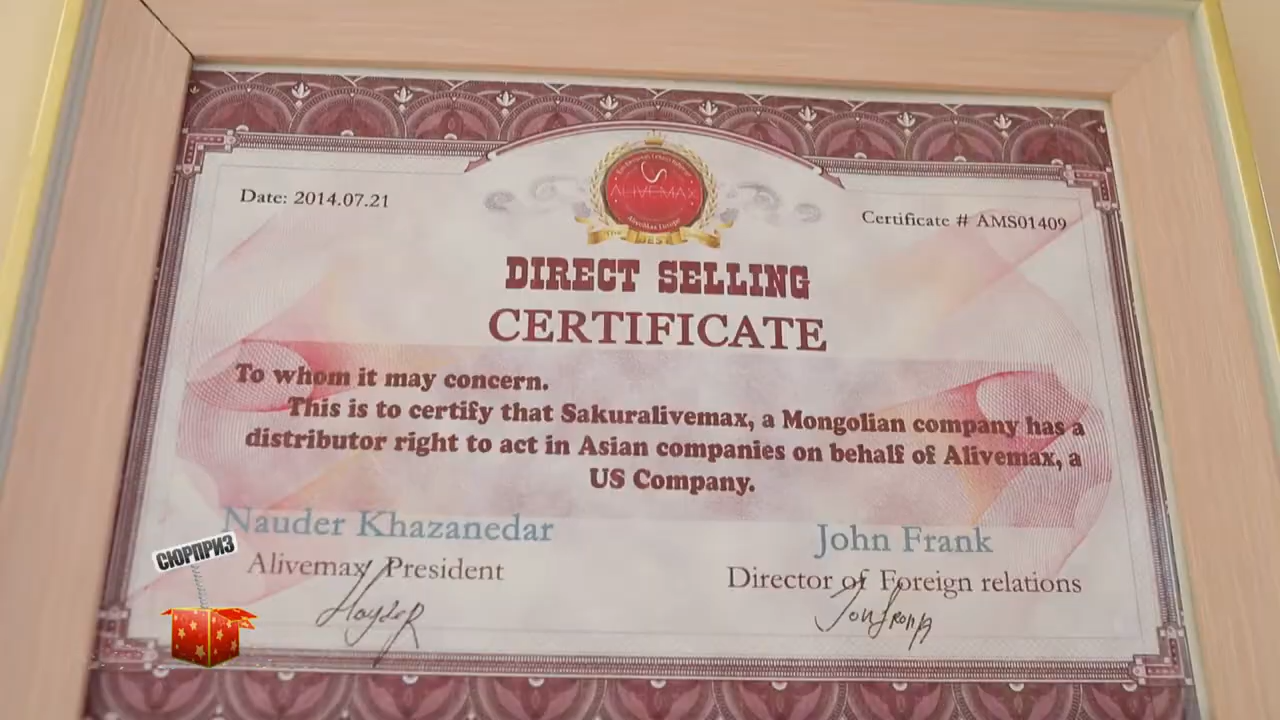 ALIVEMAX
Date: 2014.07.21
Certificate # AMS01409
DIRECT SELLING
CERTIFICATE
To whom it may concern.
This is to certify that Sakuralivemax, a Mongolian company has a
distributor right to act in Asian companies on behalf of Alivemax, a
US Company.
Nauder Khazanedar
John Frank
Alivemax President
Director of Foreign relations
СЮРПРИЗ